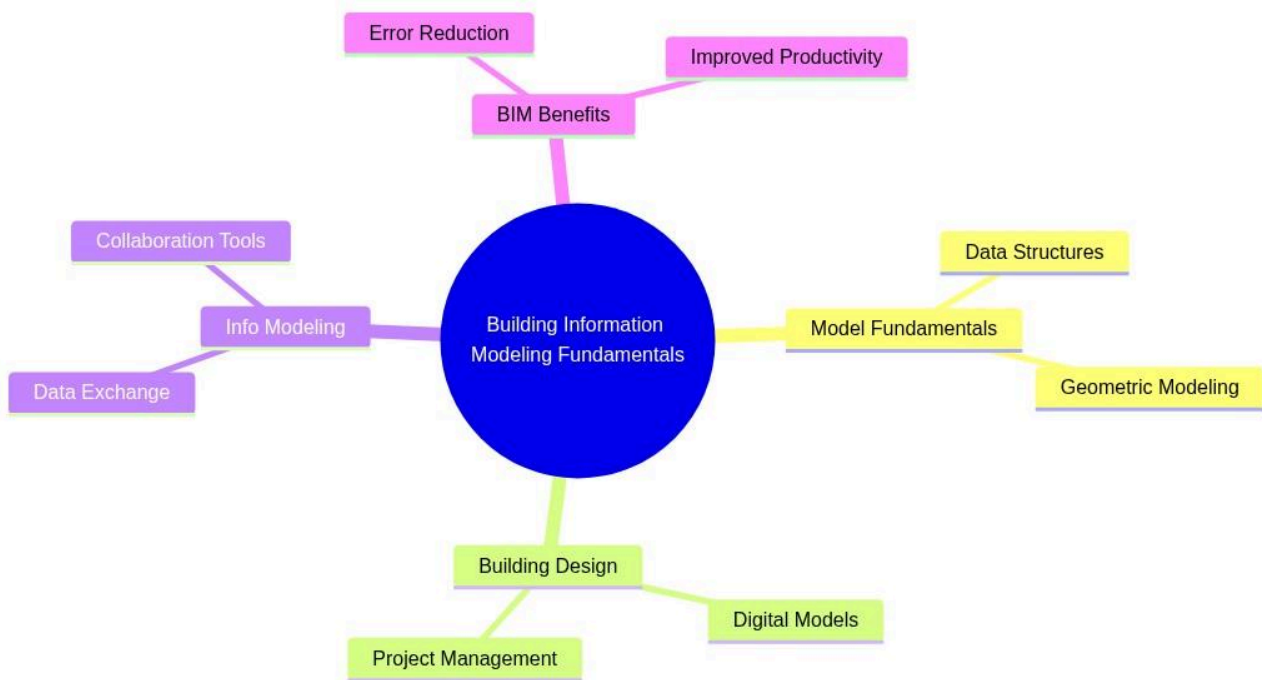 Error Reduction
Improved Productivity
BIM Benefits
Collaboration Tools
Data Structures
Info Modeling
Building Information
Modeling Fundamentals
Model Fundamentals
Data Exchange
Geometric Modeling
Building Design
Digital Models
Project Management